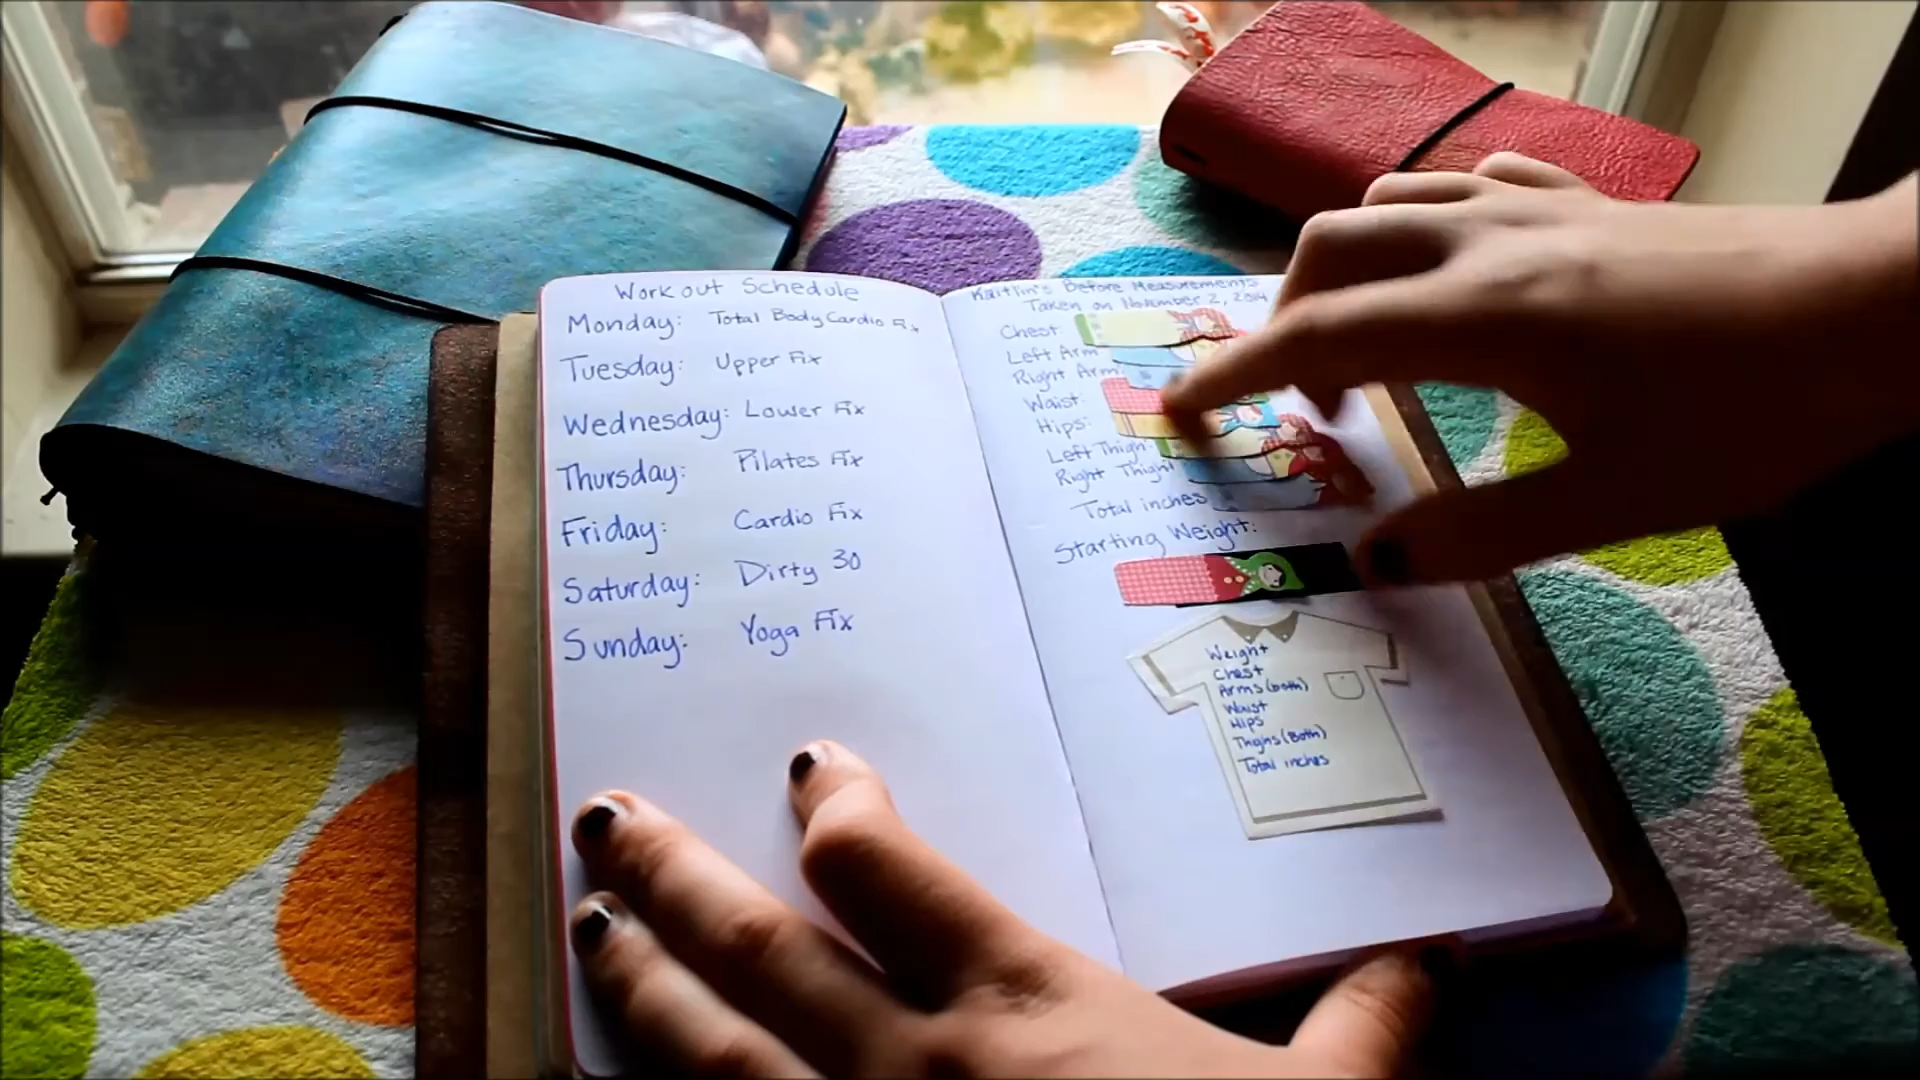 Workout Schedule
Monday: Total Body Cardio Fix
Tuesday: Upper Fix
Wednesday: Lower Fix
Thursday: Pilates Fix
Friday: Cardio Fix
Saturday: Dirty 30
Sunday: Yoga Fix
Kaitlin's Before Measurements
Taken on November 2, 2014
Chest:
Left Arm
Right Arm:
Waist:
Hips:
Left Thigh:
Right Thigh:
Total inches
Starting Weight:
Weight
Chest
Arms (both)
Waist
Hips
Thighs (Both)
Total inches